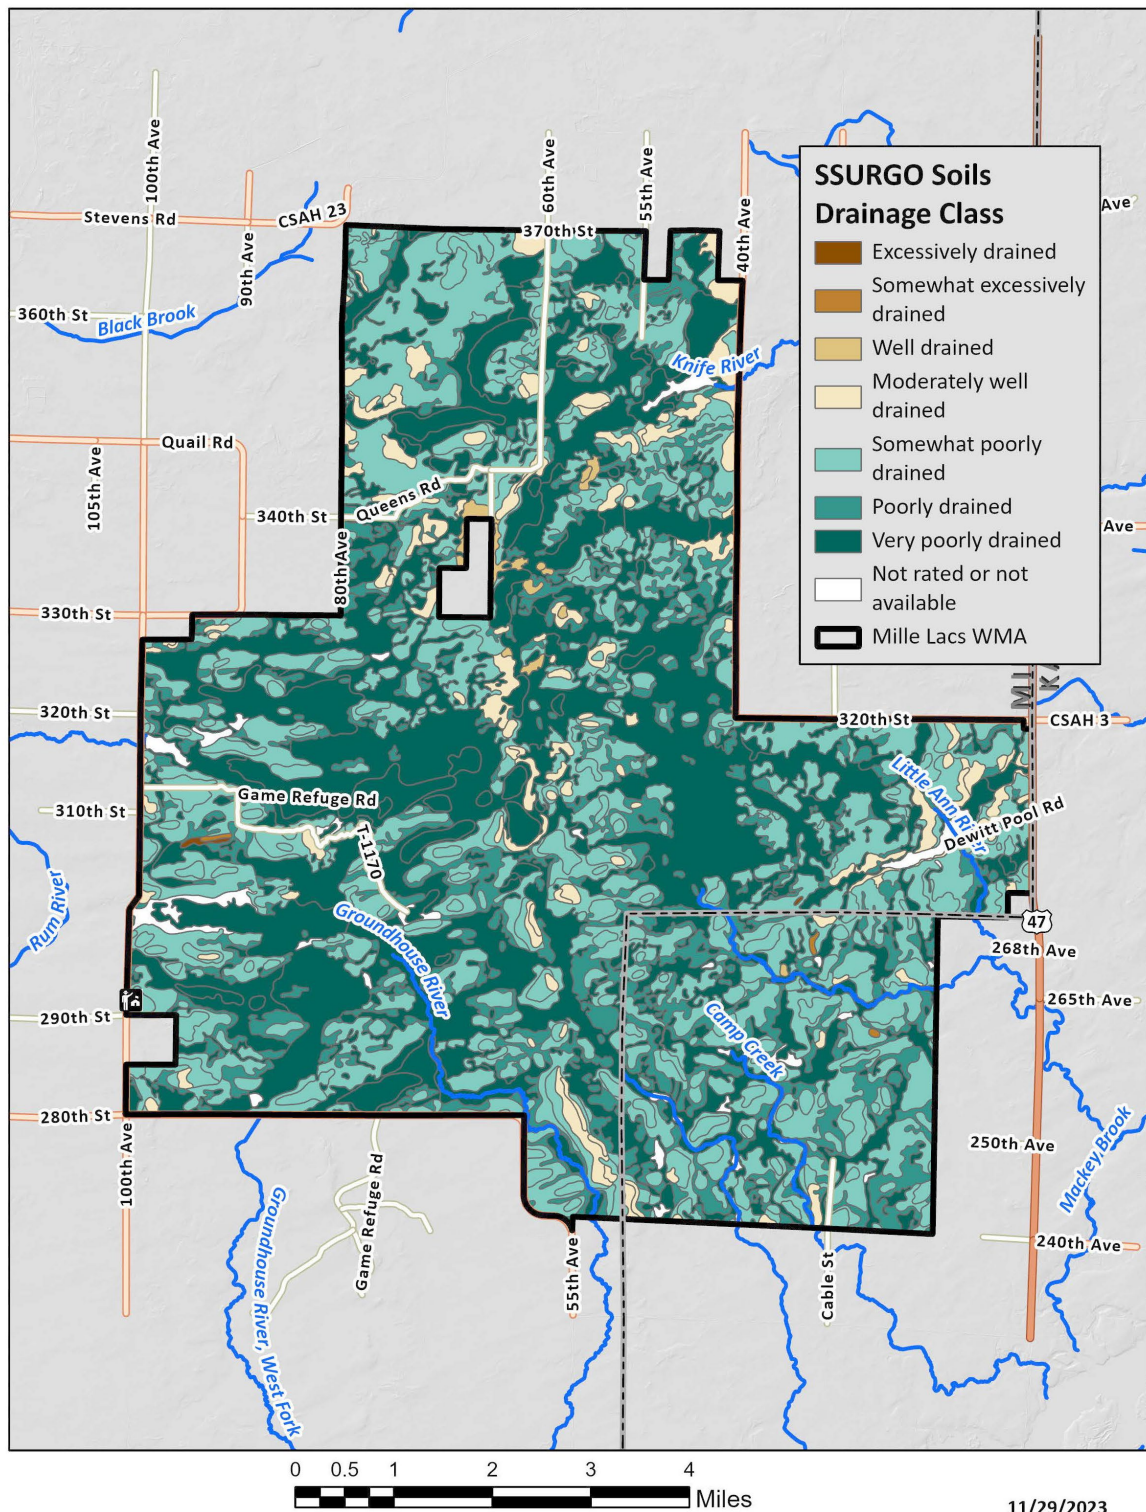 100th Ave
60th Ave
55th Ave
Stevens Rd
CSAH 23
370th St
40th Ave
90th Ave
360th St
Black Brook
Knife River
SSURGO Soils
Drainage Class
Excessively drained
Somewhat excessively
drained
Well drained
Moderately well
drained
Somewhat poorly
drained
Poorly drained
Very poorly drained
Not rated or not
available
Mille Lacs WMA
Ave
Ave
Quail Rd
105th Ave
Queens Rd
340th St
80th Ave
330th St
320th St
320th St
CSAH 3
310th St
Game Refuge Rd
T-1170
Little Ann River
Dewitt Pool Rd
Rum River
Groundhouse River
47
268th Ave
265th Ave
290th St
Camp Creek
280th St
100th Ave
250th Ave
Mackey Brook
240th Ave
Groundhouse River, West Fork
Game Refuge Rd
55th Ave
Cable St
0 0.5 1 2 3 4
Miles
11/29/2023